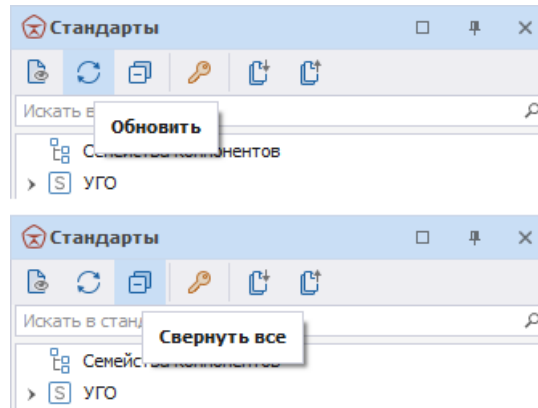 Стандарты
Искать в
Обновить
Семейства компонентов
S УГО
Стандарты
Искать в станд
Свернуть все
Семейства компонентов
S УГО